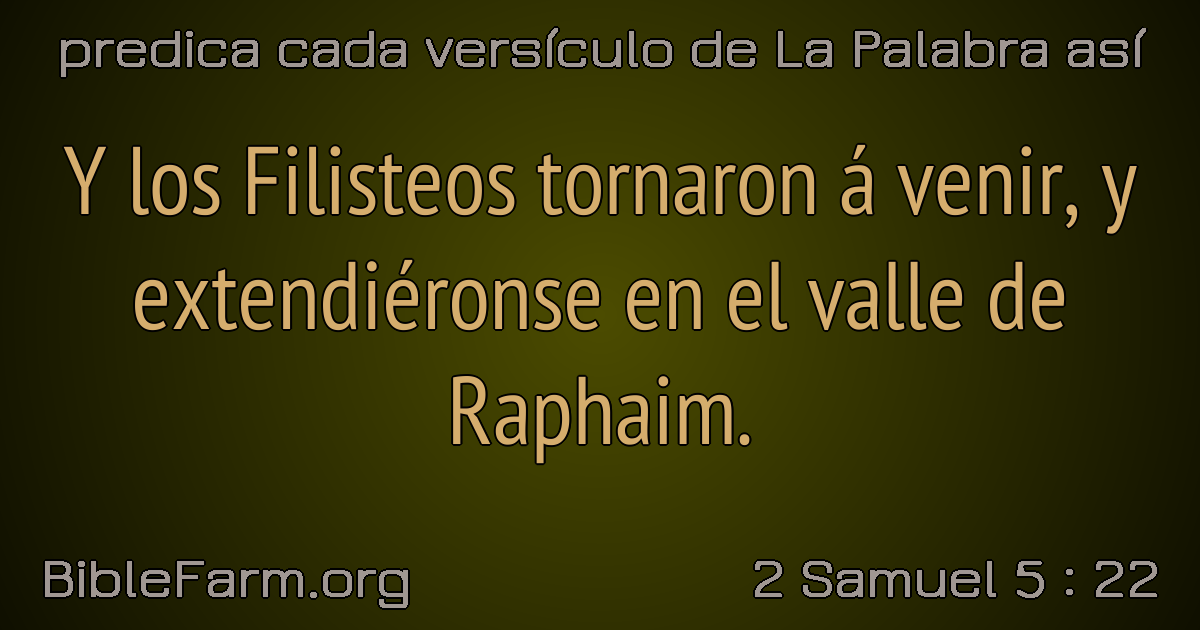 predica cada versículo de La Palabra así
Y los Filisteos tornaron á venir, y
extendiéronse en el valle de
Raphaim.
BibleFarm.org
2 Samuel 5 : 22